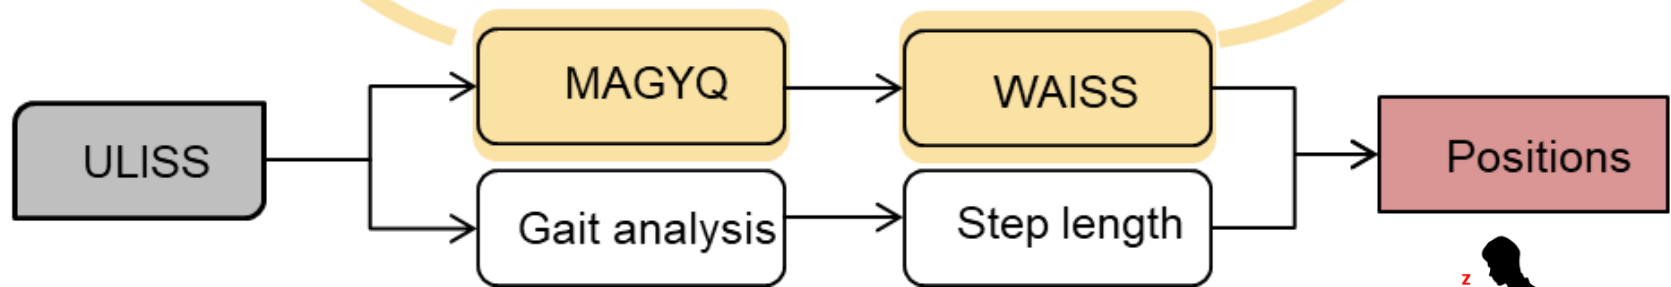 MAGYQ
WAISS
ULISS
Positions
Gait analysis
Step length
z